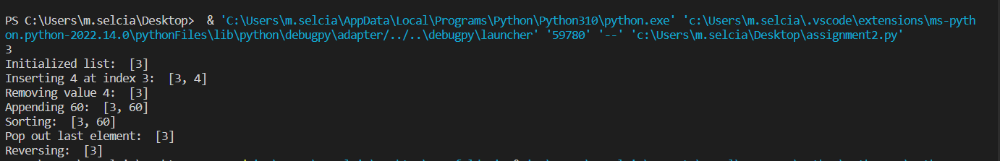 PS C:\Users\m.selcia\Desktop>  & 'C:\Users\m.selcia\AppData\Local\Programs\Python\Python310\python.exe' 'c:\Users\m.selcia\.vscode\extensions\ms-pyth
on.python-2022.14.0\pythonFiles\lib\python\debugpy\adapter/../..\debugpy\launcher' '59780' '--' 'c:\Users\m.selcia\Desktop\assignment2.py'
3
Initialized list:  [3]
Inserting 4 at index 3:  [3, 4]
Removing value 4:  [3]
Appending 60:  [3, 60]
Sorting:  [3, 60]
Pop out last element:  [3]
Reversing:  [3]